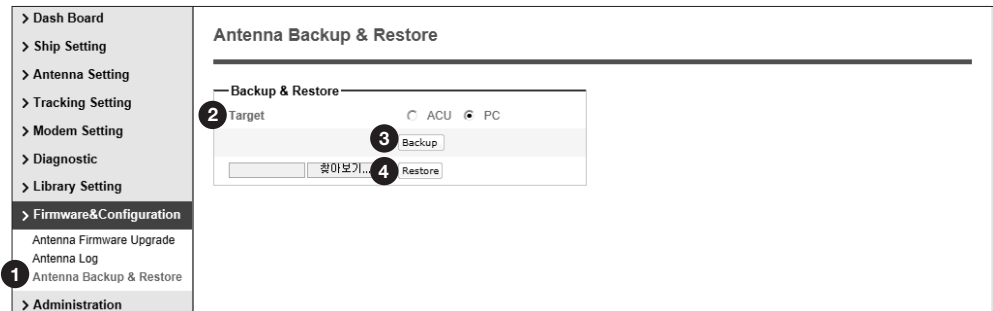 > Dash Board
> Ship Setting
> Antenna Setting
> Tracking Setting
> Modem Setting
> Diagnostic
> Library Setting
> Firmware&Configuration
Antenna Firmware Upgrade
Antenna Log
1 Antenna Backup & Restore
> Administration
Antenna Backup & Restore
Backup & Restore
2 Target ACU PC
3 Backup
찾아보기... 4 Restore